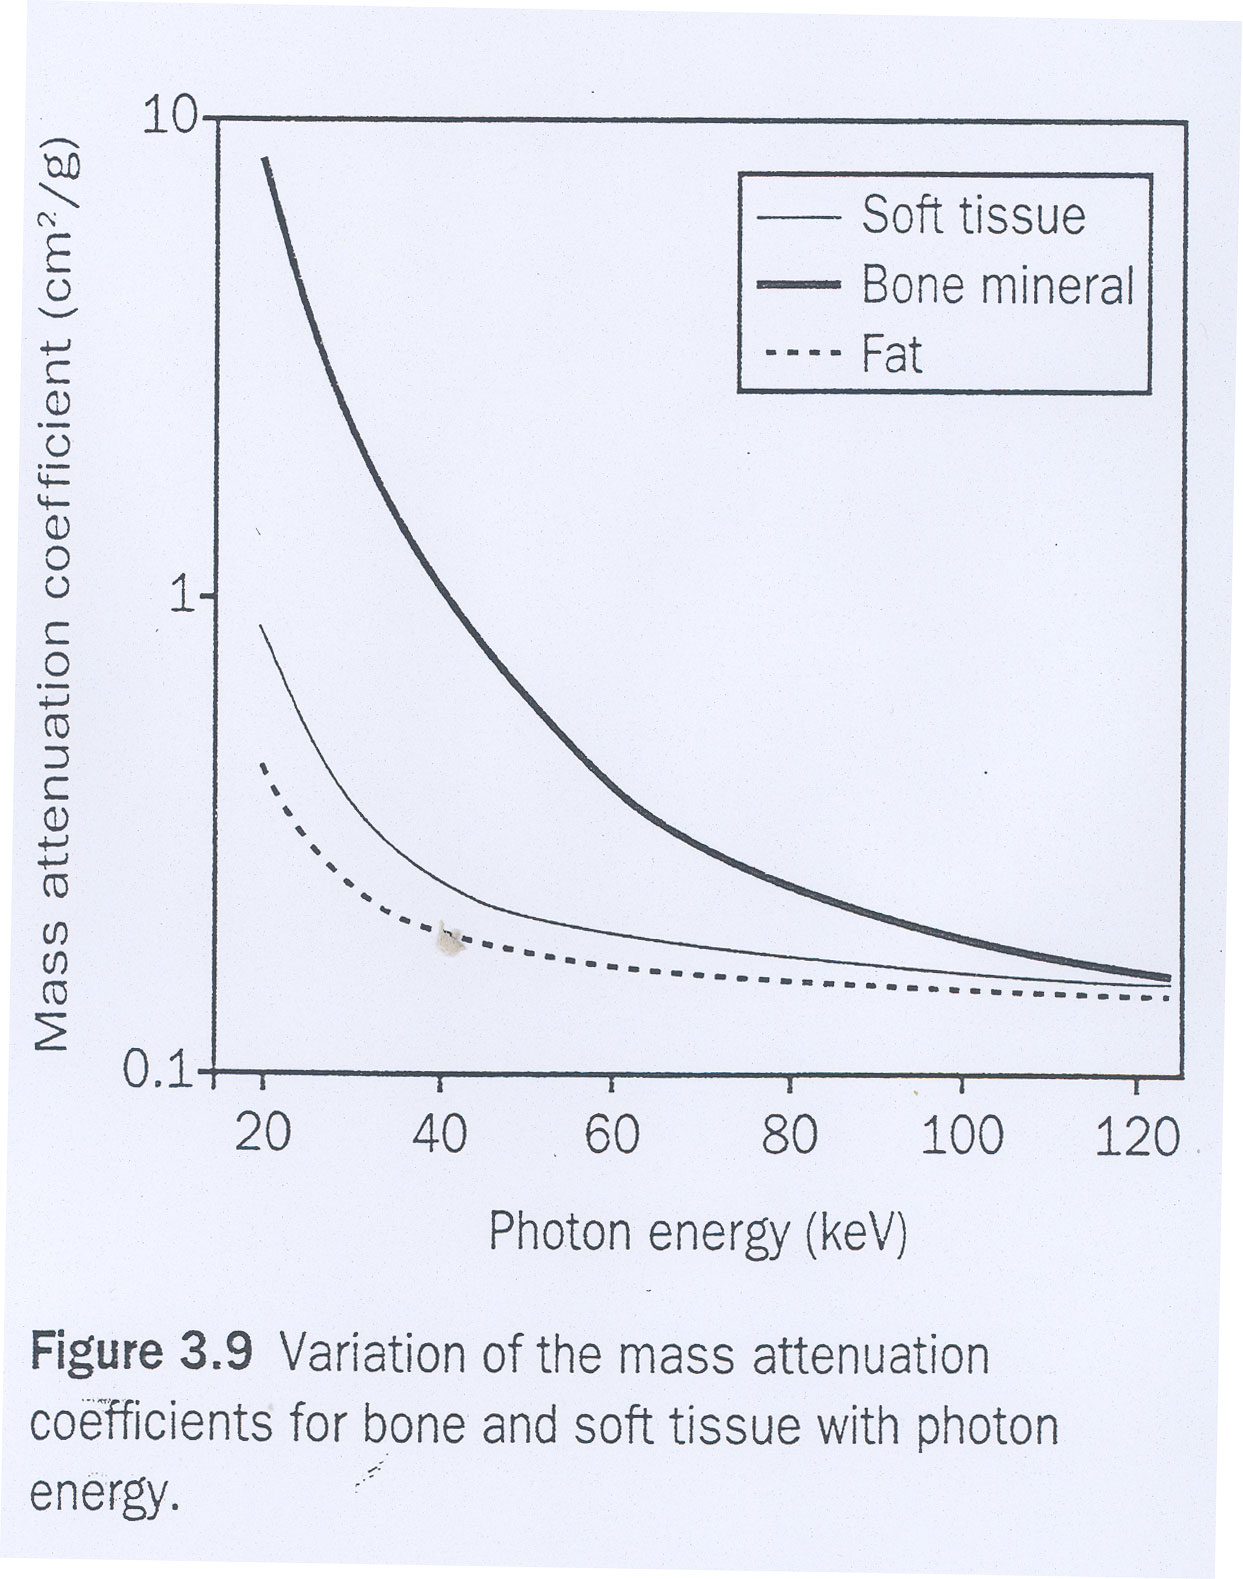 10
1
0.1
Mass attenuation coefficient (cm²/g)
Soft tissue
Bone mineral
Fat
20 40 60 80 100 120
Photon energy (keV)
Figure 3.9 Variation of the mass attenuation
coefficients for bone and soft tissue with photon
energy.